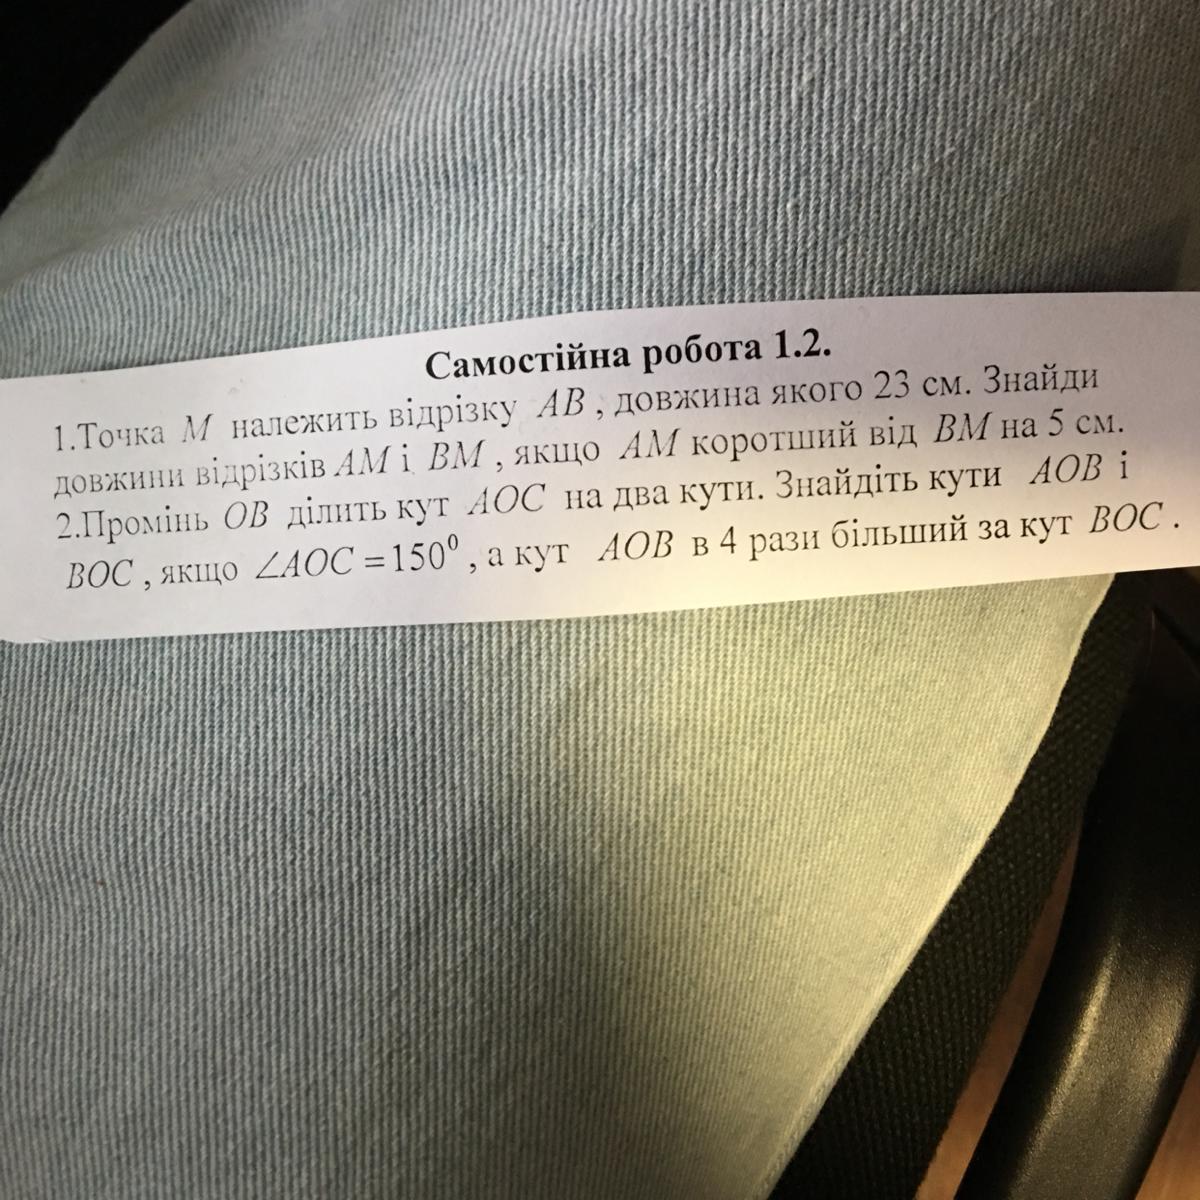 Самостійна робота 1.2.
1.Точка M належить відрізку AB , довжина якого 23 см. Знайди
довжини відрізків AM і BM , якщо AM коротший від BM на 5 см.
2.Промінь OB ділить кут AOC на два кути. Знайдіть кути AOB і
BOC , якщо ∠AOC = 150⁰ , а кут AOB в 4 рази більший за кут BOC .